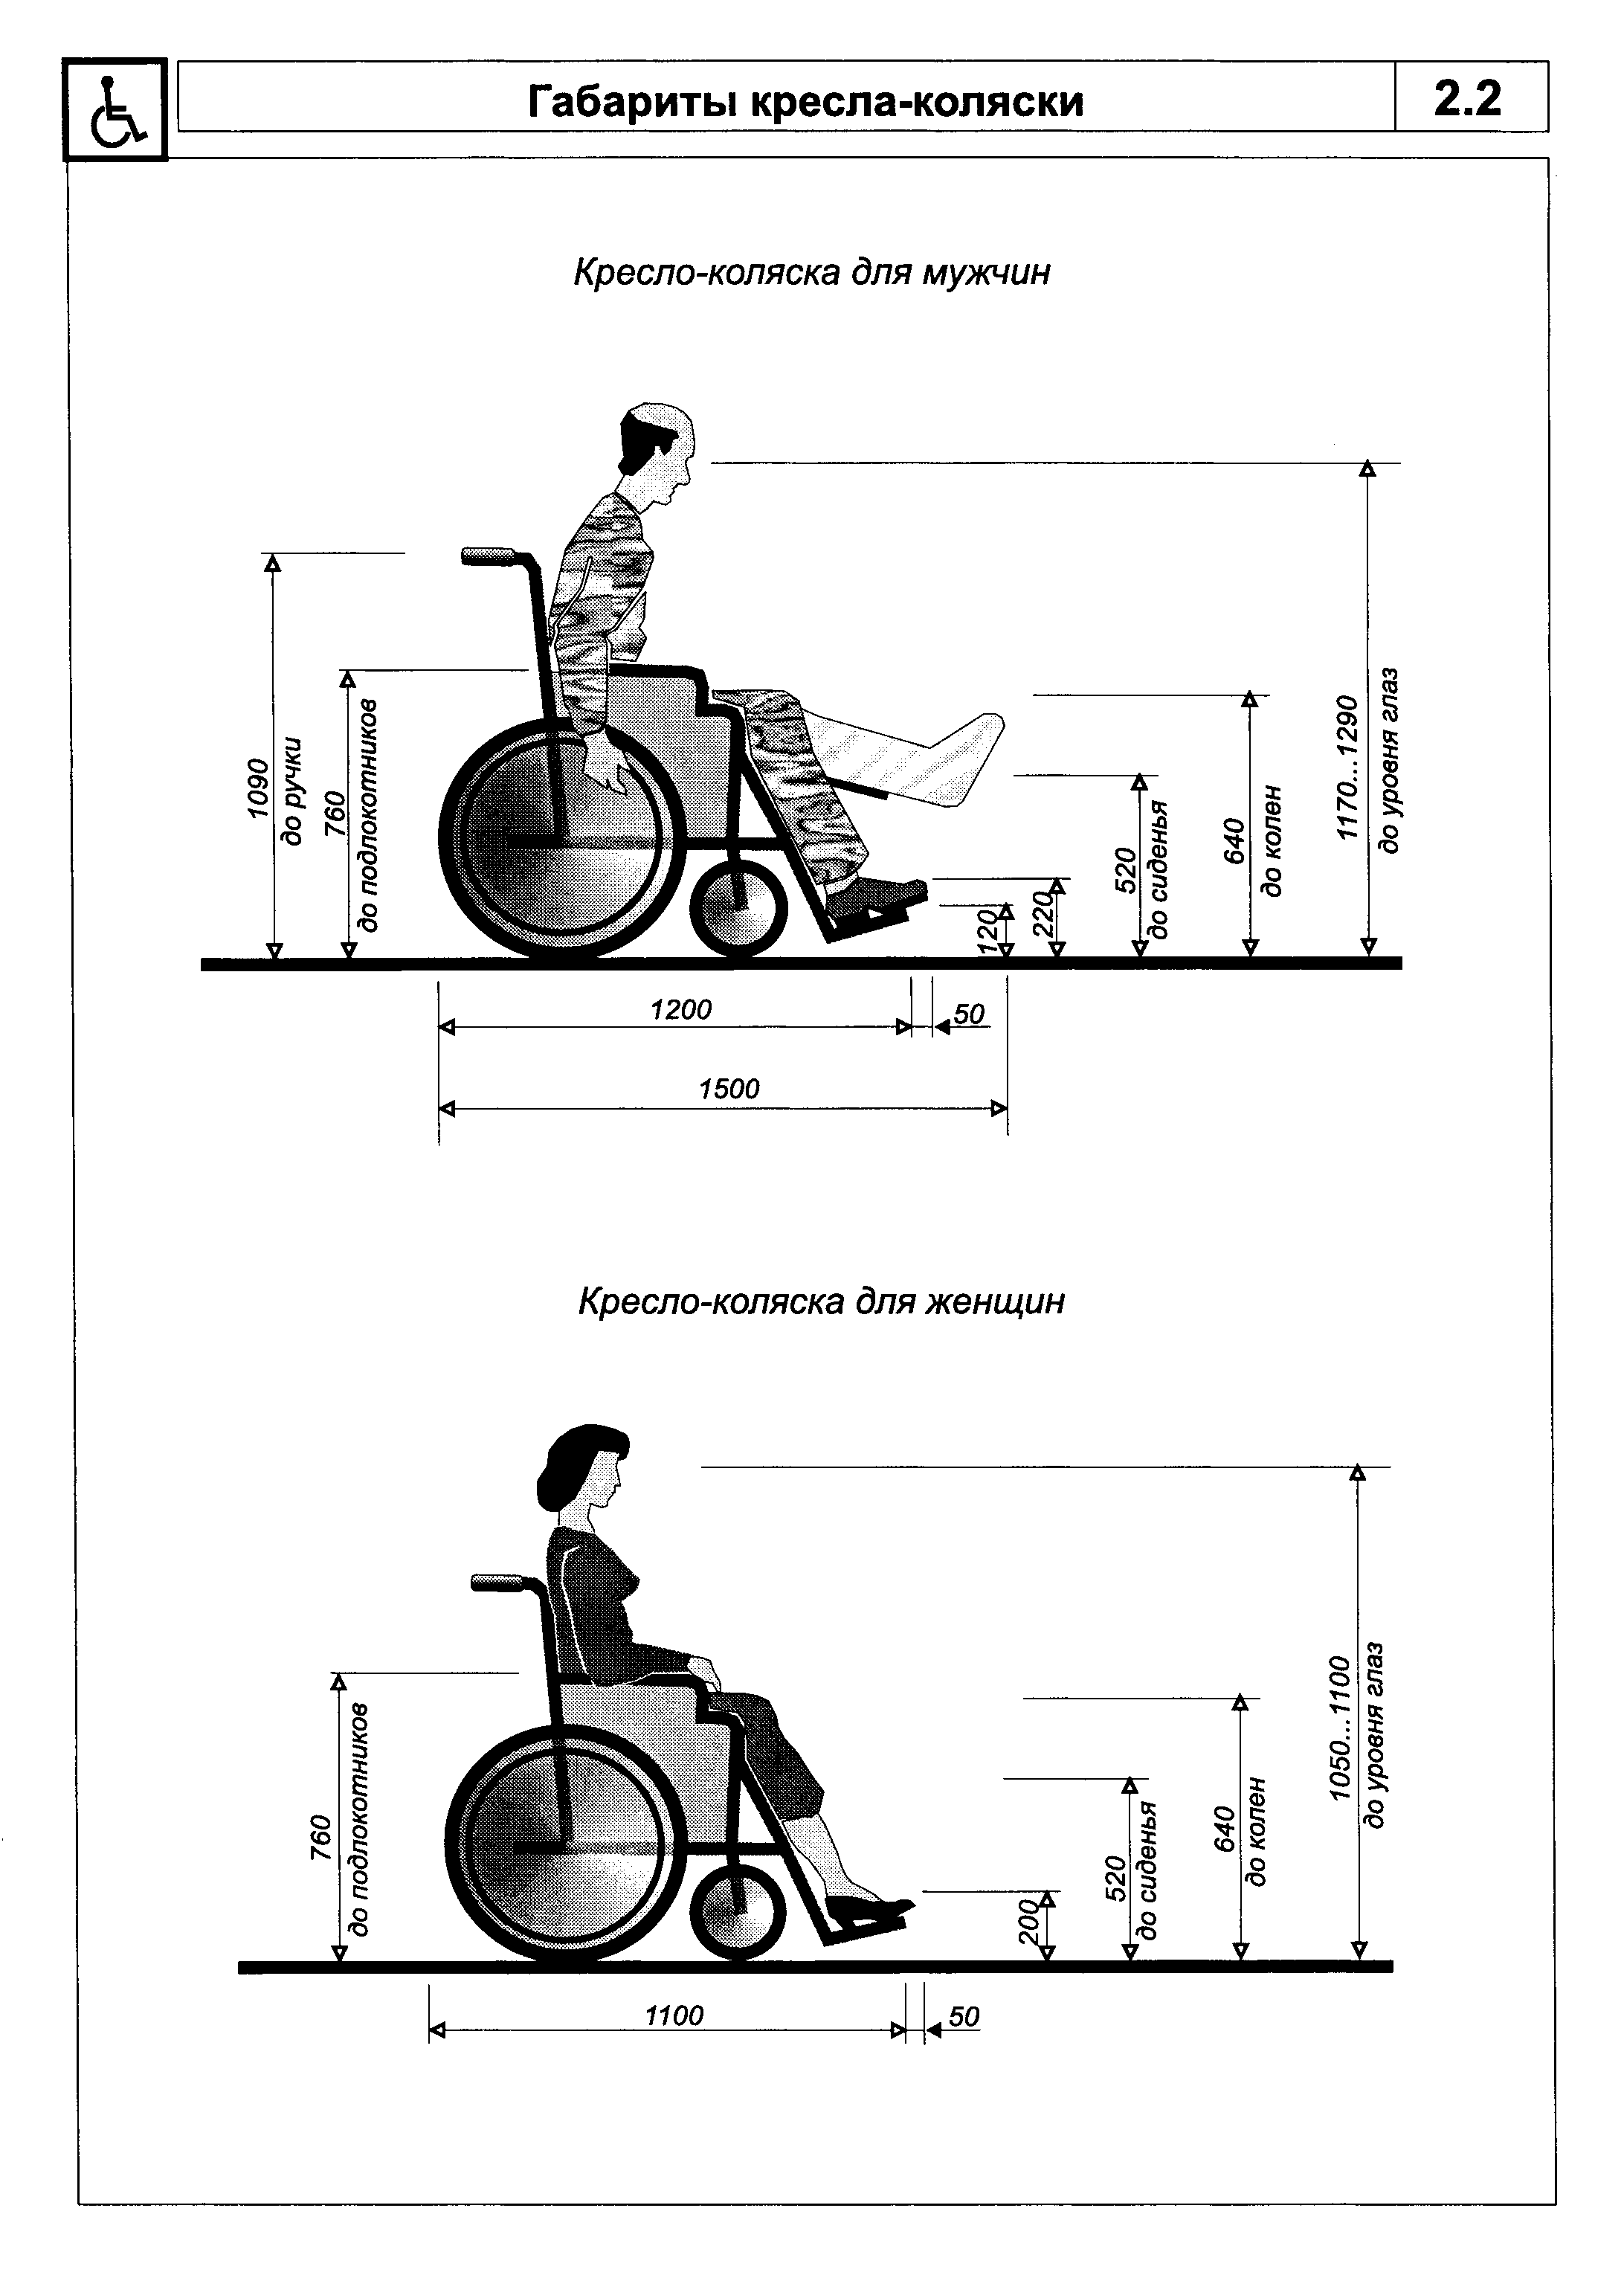 Габариты кресла-коляски
2.2
Кресло-коляска для мужчин
1090
до ручки
760
до подлокотников
120
220
520
до сиденья
640
до колен
1170...1290
до уровня глаз
1200
50
1500
Кресло-коляска для женщин
760
до подлокотников
200
520
до сиденья
640
до колен
1050...1100
до уровня глаз
1100
50